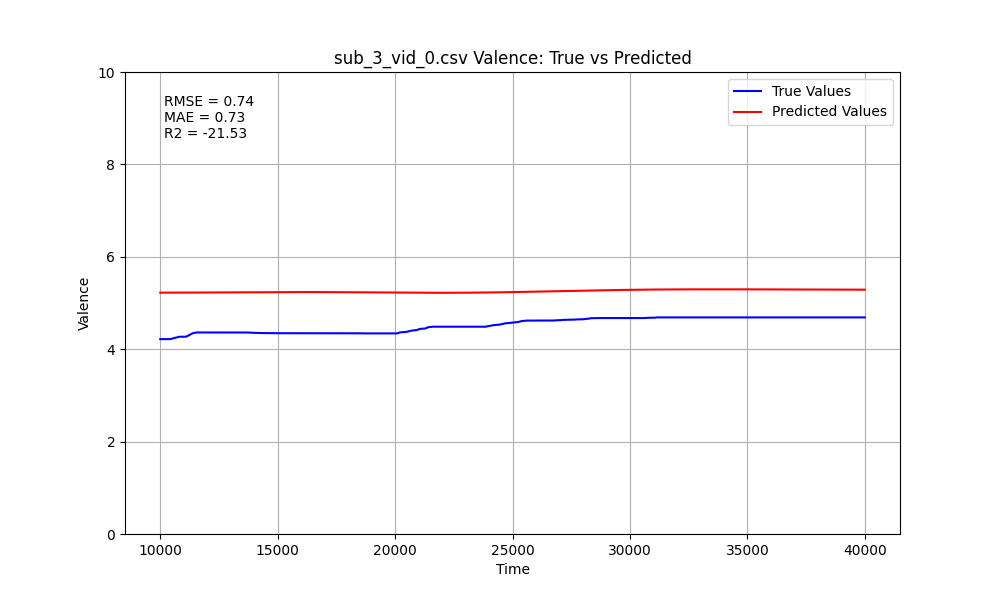 sub_3_vid_0.csv Valence: True vs Predicted
RMSE = 0.74
MAE = 0.73
R2 = -21.53
True Values
Predicted Values
10
8
6
4
2
0
Valence
10000
15000
20000
25000
30000
35000
40000
Time